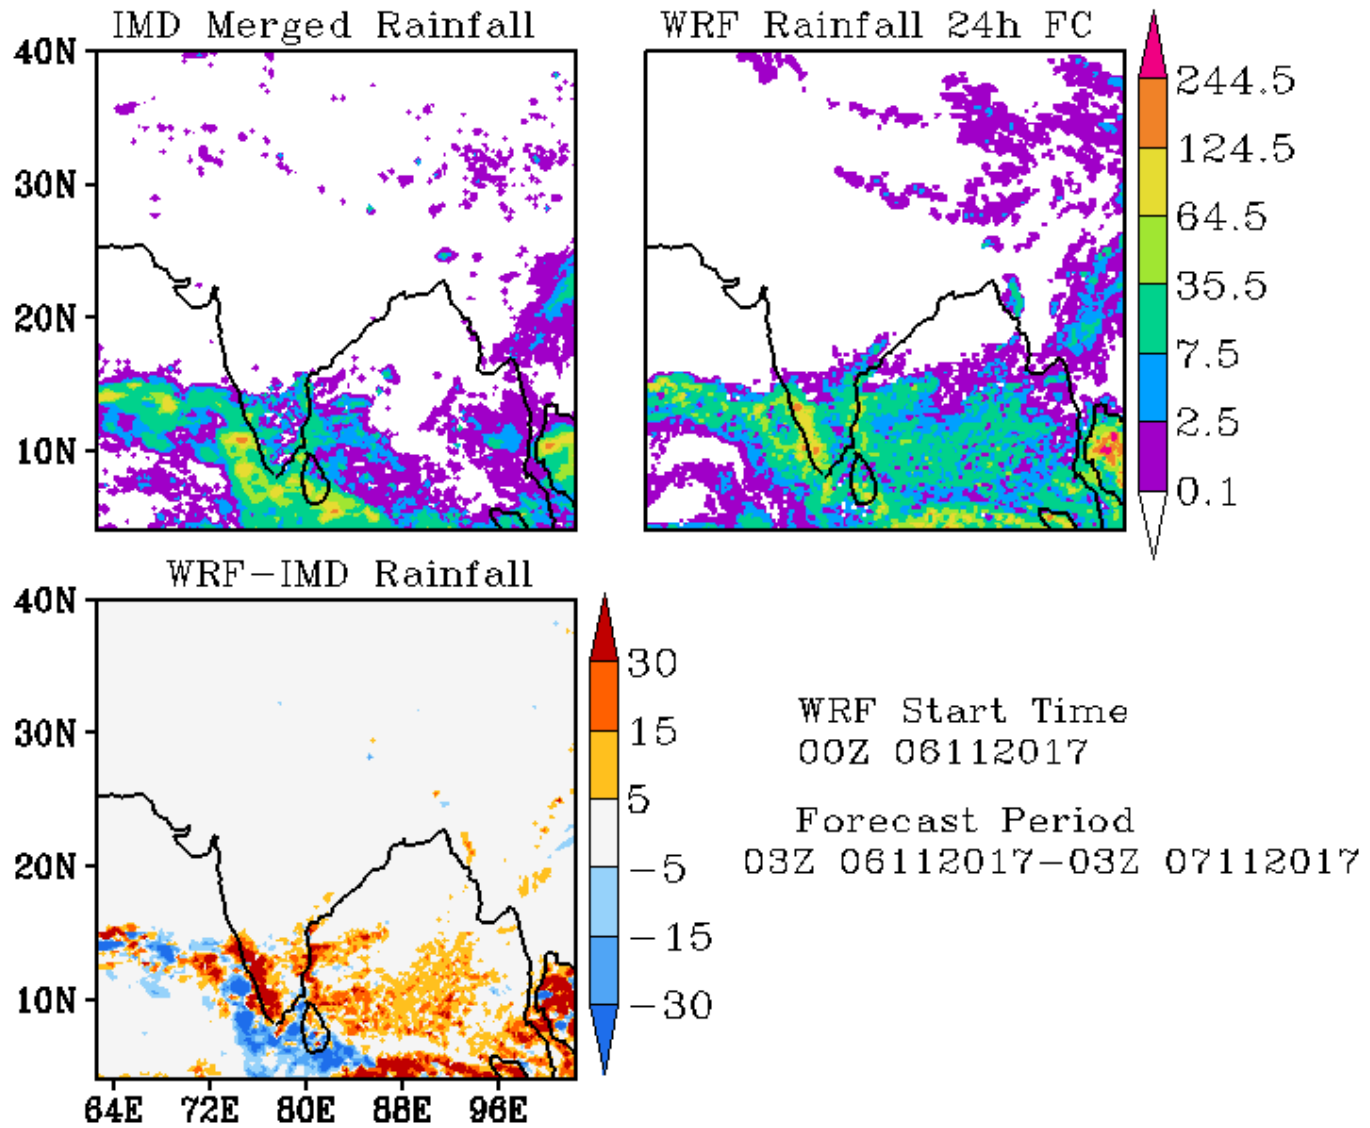 IMD Merged Rainfall
WRF Rainfall 24h FC
40N
30N
20N
10N
244.5
124.5
64.5
35.5
7.5
2.5
0.1
WRF-IMD Rainfall
40N
30N
20N
10N
64E 72E 80E 88E 96E
30
15
5
-5
-15
-30
WRF Start Time
00Z 06112017
Forecast Period
03Z 06112017-03Z 07112017